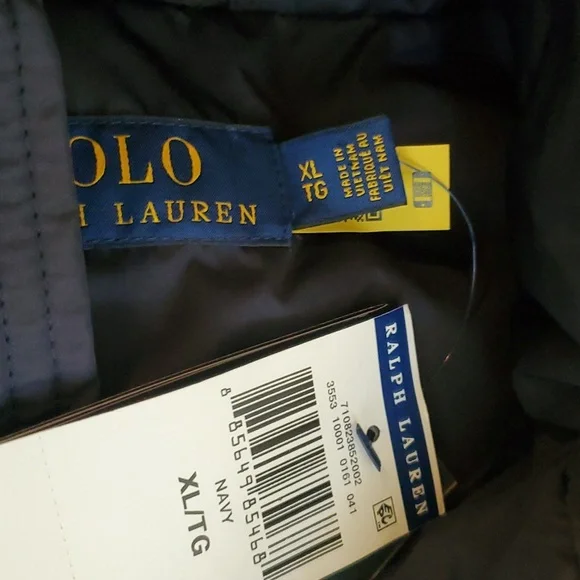 OLO
H LAUREN
XL
TG
MADE IN
VIETNAM
FABRIQUÉ AU
VIÊT NAM
RALPH LAUREN
710823852002
3553 10001 0161 041
8 85649 85468
NAVY
XL/TG